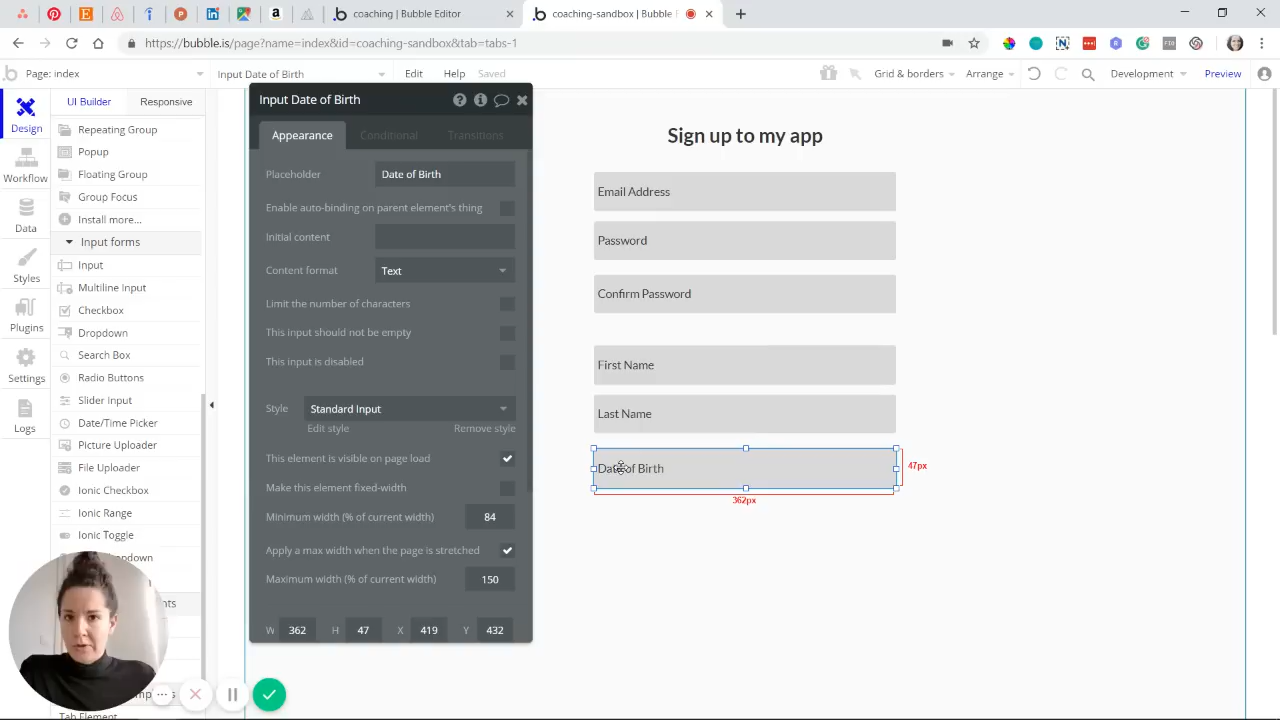 coaching | Bubble Editor
coaching-sandbox | Bubble
https://bubble.is/page?name=index&id=coaching-sandbox&tab=tabs-1
Page: index
Input Date of Birth
Edit
Help
Saved
Grid & borders
Arrange
Development
Preview
Design
Workflow
Data
Styles
Plugins
Settings
Logs
UI Builder
Responsive
Repeating Group
Popup
Floating Group
Group Focus
Install more...
Input forms
Input
Multiline Input
Checkbox
Dropdown
Search Box
Radio Buttons
Slider Input
Date/Time Picker
Picture Uploader
File Uploader
Ionic Checkbox
Ionic Range
Ionic Toggle
Tab Element
Input Date of Birth
Appearance
Conditional
Transitions
Placeholder
Date of Birth
Enable auto-binding on parent element's thing
Initial content
Content format
Text
Limit the number of characters
This input should not be empty
This input is disabled
Style
Standard Input
Edit style
Remove style
This element is visible on page load
Make this element fixed-width
Minimum width (% of current width)
84
Apply a max width when the page is stretched
Maximum width (% of current width)
150
W 362 H 47 X 419 Y 432
Sign up to my app
Email Address
Password
Confirm Password
First Name
Last Name
Date of Birth
47px
362px